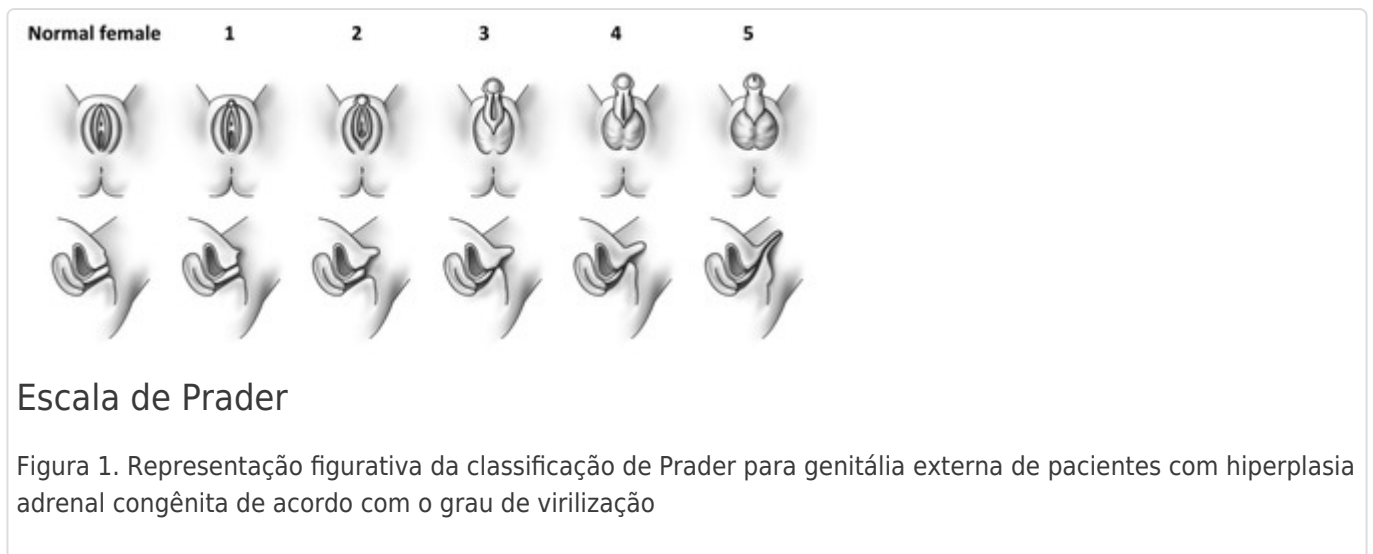 Normal female 1 2 3 4 5
Escala de Prader
Figura 1. Representação figurativa da classificação de Prader para genitália externa de pacientes com hiperplasia
adrenal congênita de acordo com o grau de virilização